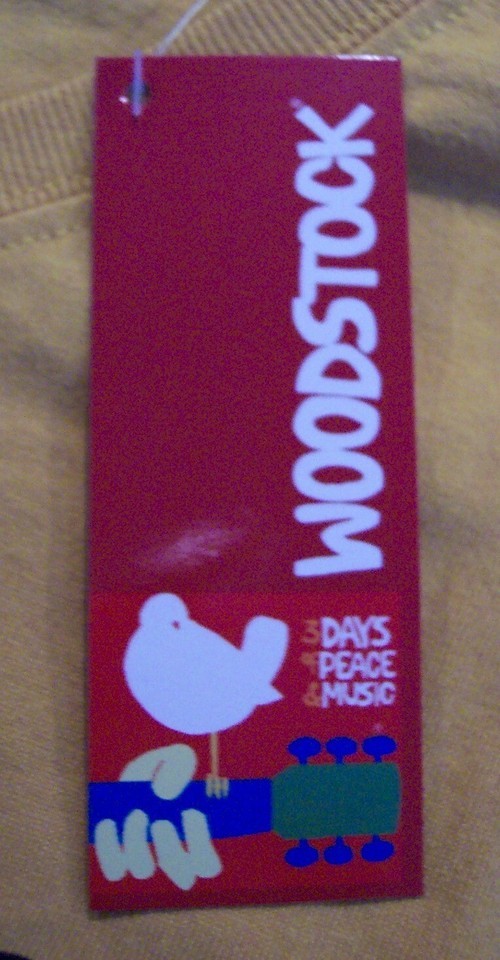 WOODSTOCK
3 DAYS
of PEACE
& MUSIC